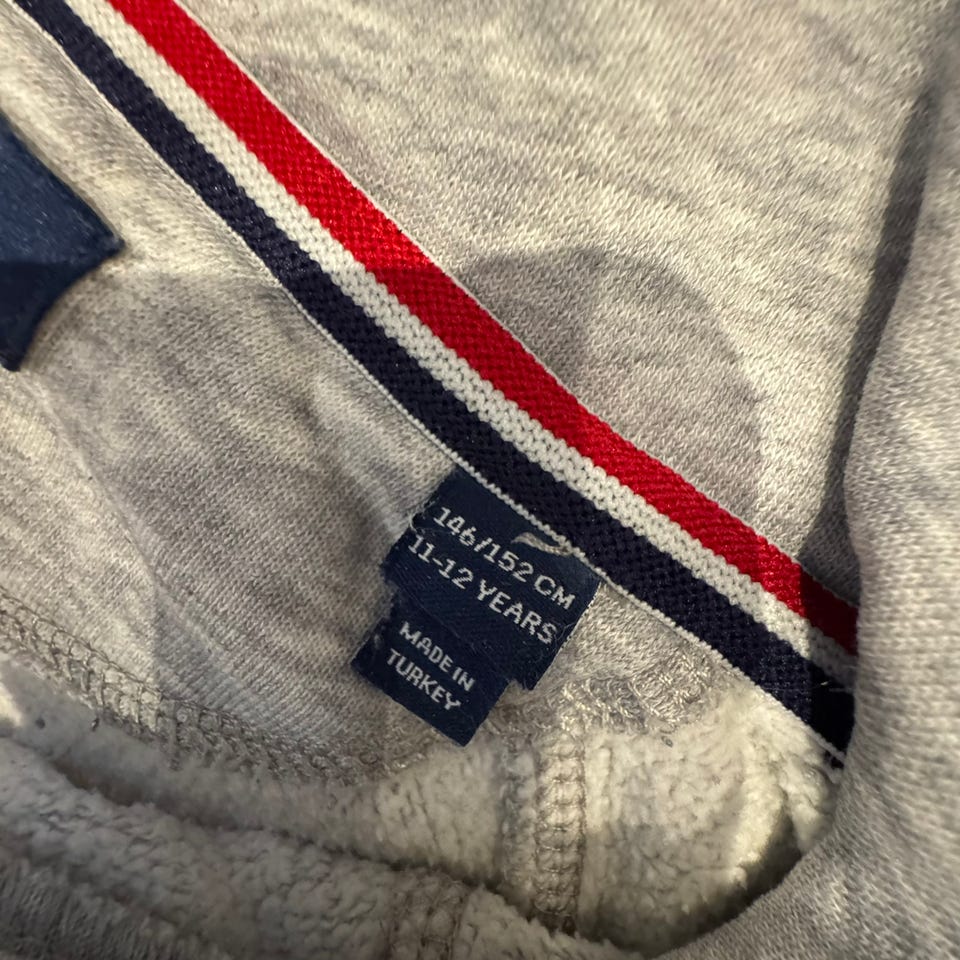 146/152 CM
11-12 YEARS
MADE IN
TURKEY